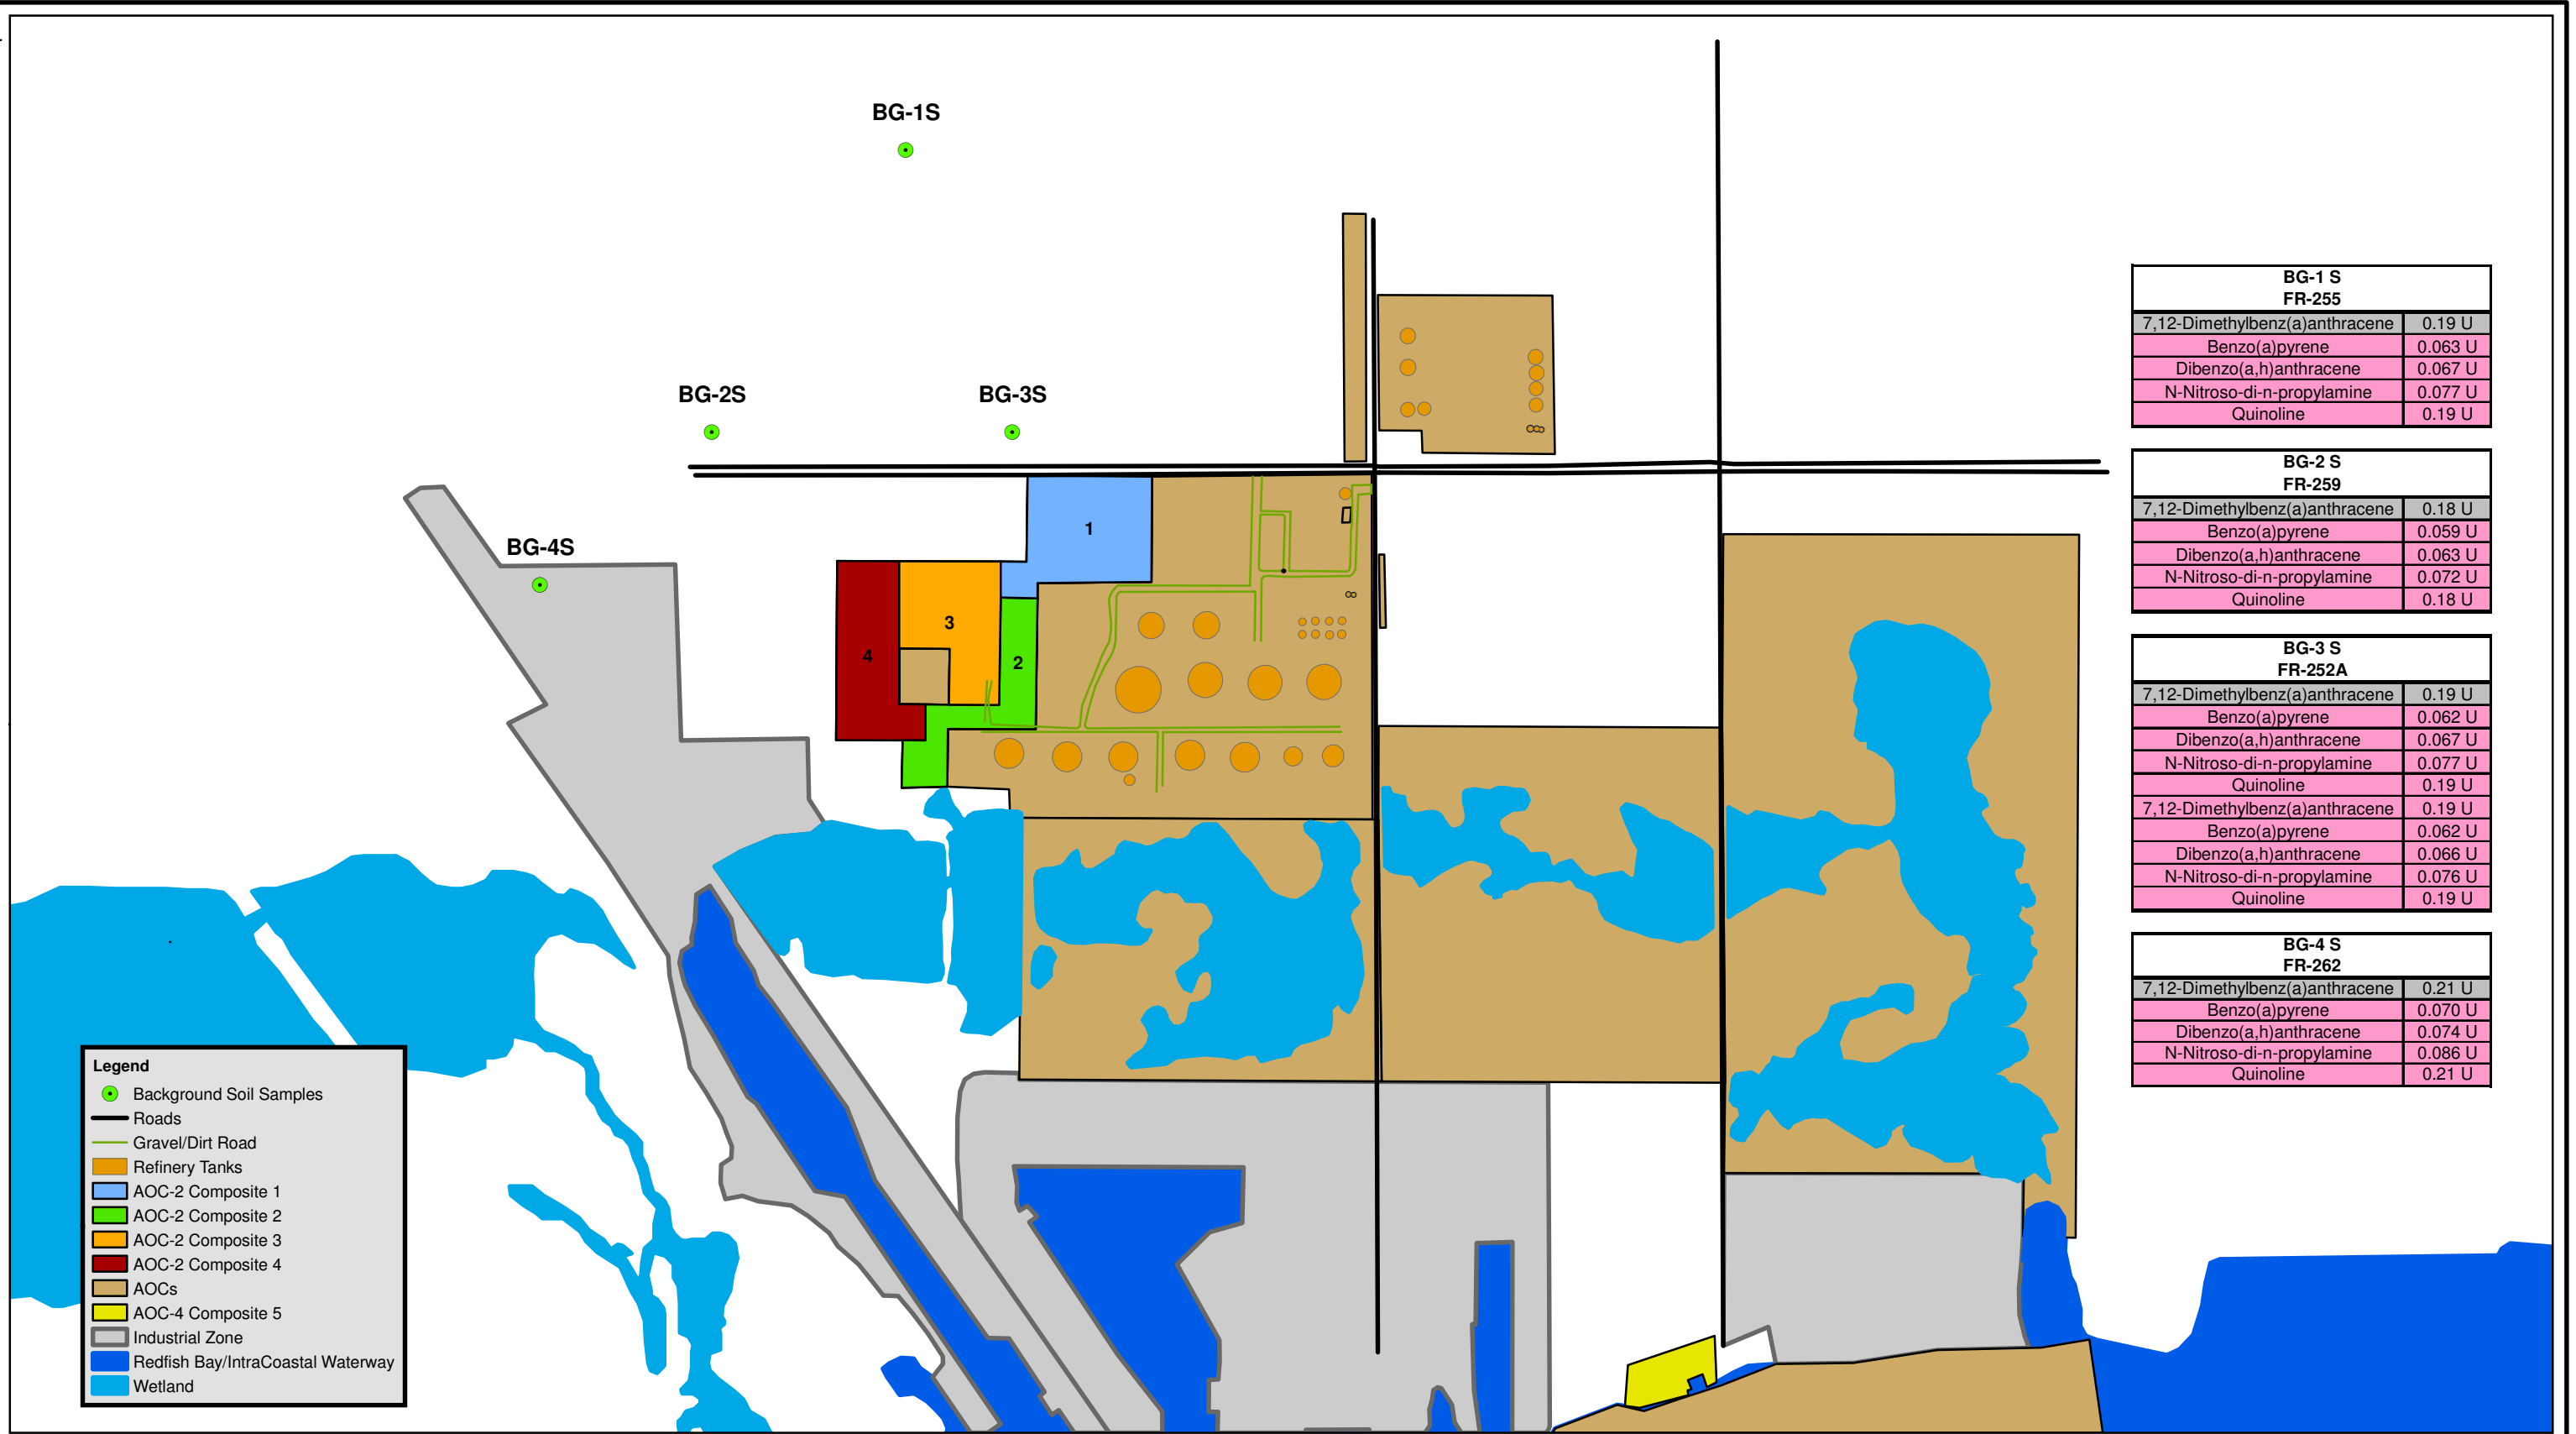 BG-1S
BG-2S
BG-3S
BG-4S
1
3
4
2
BG-1 S
FR-255
7,12-Dimethylbenz(a)anthracene 0.19 U
Benzo(a)pyrene 0.063 U
Dibenzo(a,h)anthracene 0.067 U
N-Nitroso-di-n-propylamine 0.077 U
Quinoline 0.19 U
BG-2 S
FR-259
7,12-Dimethylbenz(a)anthracene 0.18 U
Benzo(a)pyrene 0.059 U
Dibenzo(a,h)anthracene 0.063 U
N-Nitroso-di-n-propylamine 0.072 U
Quinoline 0.18 U
BG-3 S
FR-252A
7,12-Dimethylbenz(a)anthracene 0.19 U
Benzo(a)pyrene 0.062 U
Dibenzo(a,h)anthracene 0.067 U
N-Nitroso-di-n-propylamine 0.077 U
Quinoline 0.19 U
7,12-Dimethylbenz(a)anthracene 0.19 U
Benzo(a)pyrene 0.062 U
Dibenzo(a,h)anthracene 0.066 U
N-Nitroso-di-n-propylamine 0.076 U
Quinoline 0.19 U
BG-4 S
FR-262
7,12-Dimethylbenz(a)anthracene 0.21 U
Benzo(a)pyrene 0.070 U
Dibenzo(a,h)anthracene 0.074 U
N-Nitroso-di-n-propylamine 0.086 U
Quinoline 0.21 U
Legend
Background Soil Samples
Roads
Gravel/Dirt Road
Refinery Tanks
AOC-2 Composite 1
AOC-2 Composite 2
AOC-2 Composite 3
AOC-2 Composite 4
AOCs
AOC-4 Composite 5
Industrial Zone
Redfish Bay/IntraCoastal Waterway
Wetland